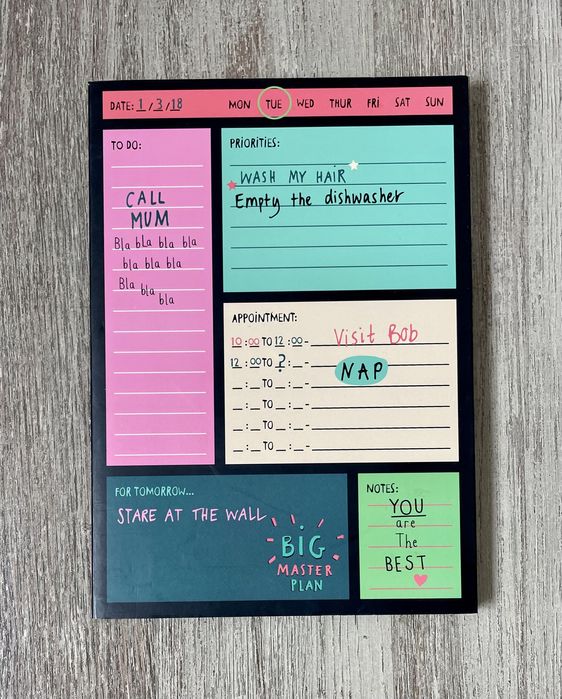 DATE: 1/3/18 MON TUE WED THUR FRI SAT SUN
TO DO:
CALL
MUM
Bla bla bla bla
bla bla bla
Bla bla
bla
PRIORITIES:
WASH MY HAIR
Empty the dishwasher
APPOINTMENT:
10:00 TO 12:00- Visit Bob
12:00 TO ?:_- NAP
_:_ TO _:_-
_:_ TO _:_-
_:_ TO _:_-
_:_ TO _:_-
FOR TOMORROW...
STARE AT THE WALL
BIG
MASTER
PLAN
NOTES:
YOU
are
The
BEST